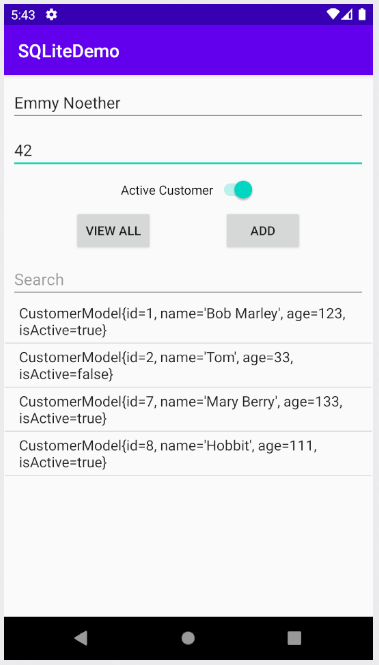 5:43
SQLiteDemo
Emmy Noether
42
Active Customer
VIEW ALL ADD
Search
CustomerModel{id=1, name='Bob Marley', age=123,
isActive=true}
CustomerModel{id=2, name='Tom', age=33,
isActive=false}
CustomerModel{id=7, name='Mary Berry', age=133,
isActive=true}
CustomerModel{id=8, name='Hobbit', age=111,
isActive=true}